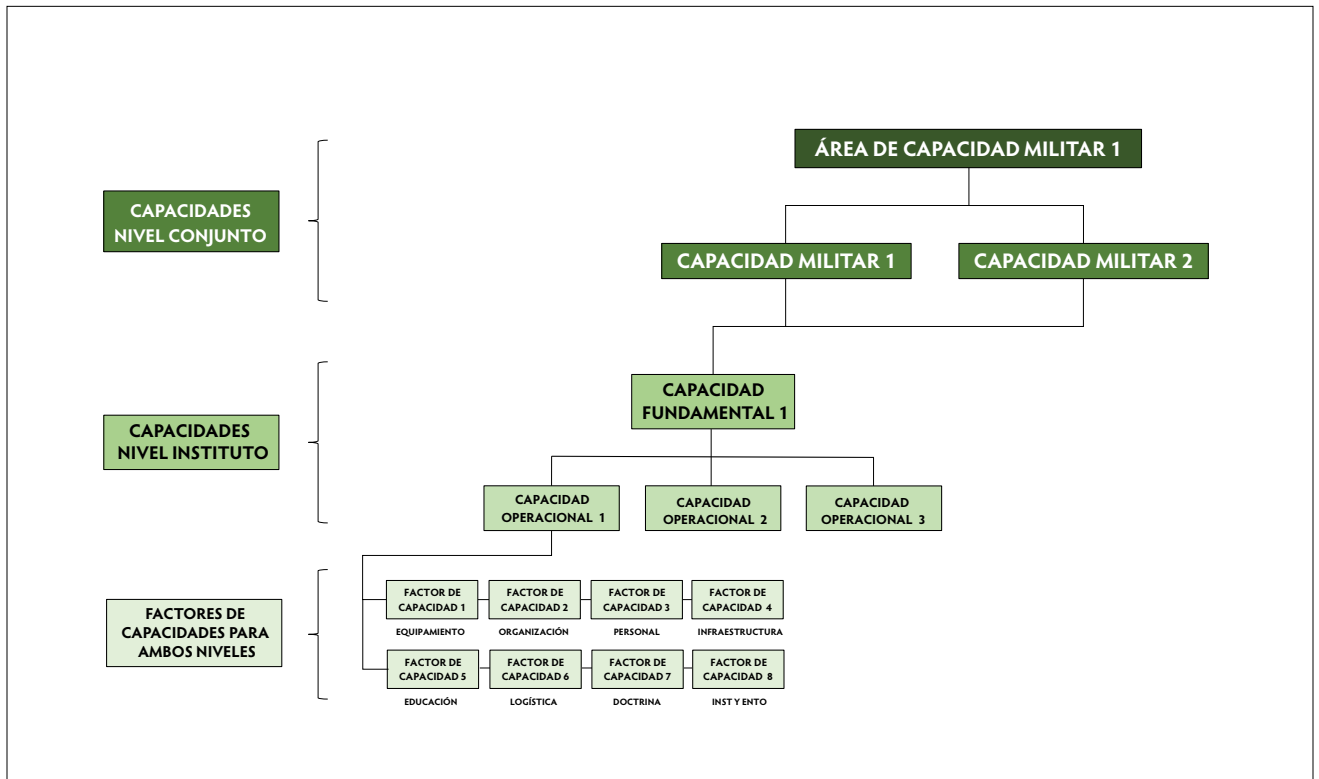 ÁREA DE CAPACIDAD MILITAR 1
CAPACIDADES
NIVEL CONJUNTO
CAPACIDAD MILITAR 1
CAPACIDAD MILITAR 2
CAPACIDAD
FUNDAMENTAL 1
CAPACIDADES
NIVEL INSTITUTO
CAPACIDAD
OPERACIONAL 1
CAPACIDAD
OPERACIONAL 2
CAPACIDAD
OPERACIONAL 3
FACTORES DE
CAPACIDADES PARA
AMBOS NIVELES
FACTOR DE
CAPACIDAD 1
EQUIPAMIENTO
FACTOR DE
CAPACIDAD 2
ORGANIZACIÓN
FACTOR DE
CAPACIDAD 3
PERSONAL
FACTOR DE
CAPACIDAD 4
INFRAESTRUCTURA
FACTOR DE
CAPACIDAD 5
EDUCACIÓN
FACTOR DE
CAPACIDAD 6
LOGÍSTICA
FACTOR DE
CAPACIDAD 7
DOCTRINA
FACTOR DE
CAPACIDAD 8
INST Y ENTO